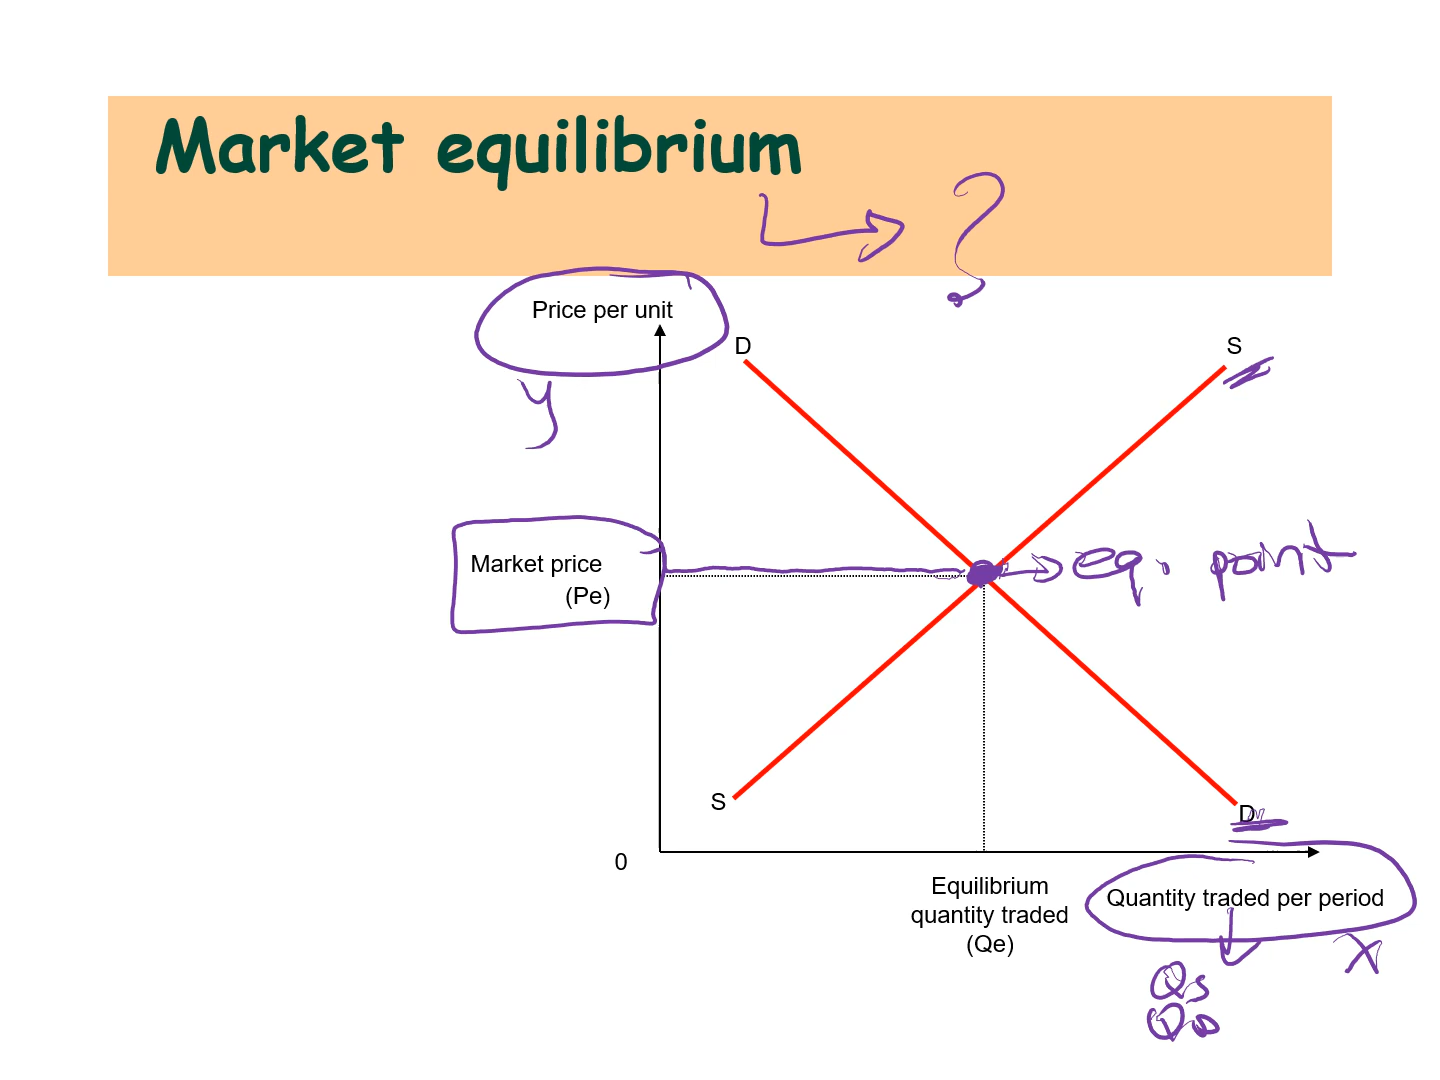 Market equilibrium
?
Price per unit
y
D
S
Market price
(Pe)
eq. point
S
D
0
Equilibrium
quantity traded
(Qe)
Quantity traded per period
x
Qs
QD